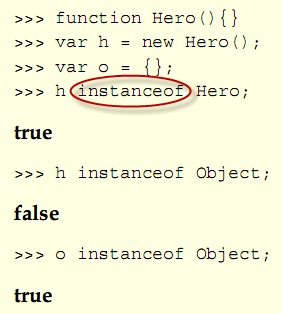 >>> function Hero(){}
>>> var h = new Hero();
>>> var o = {};
>>> h instanceof Hero;
true
>>> h instanceof Object;
false
>>> o instanceof Object;
true